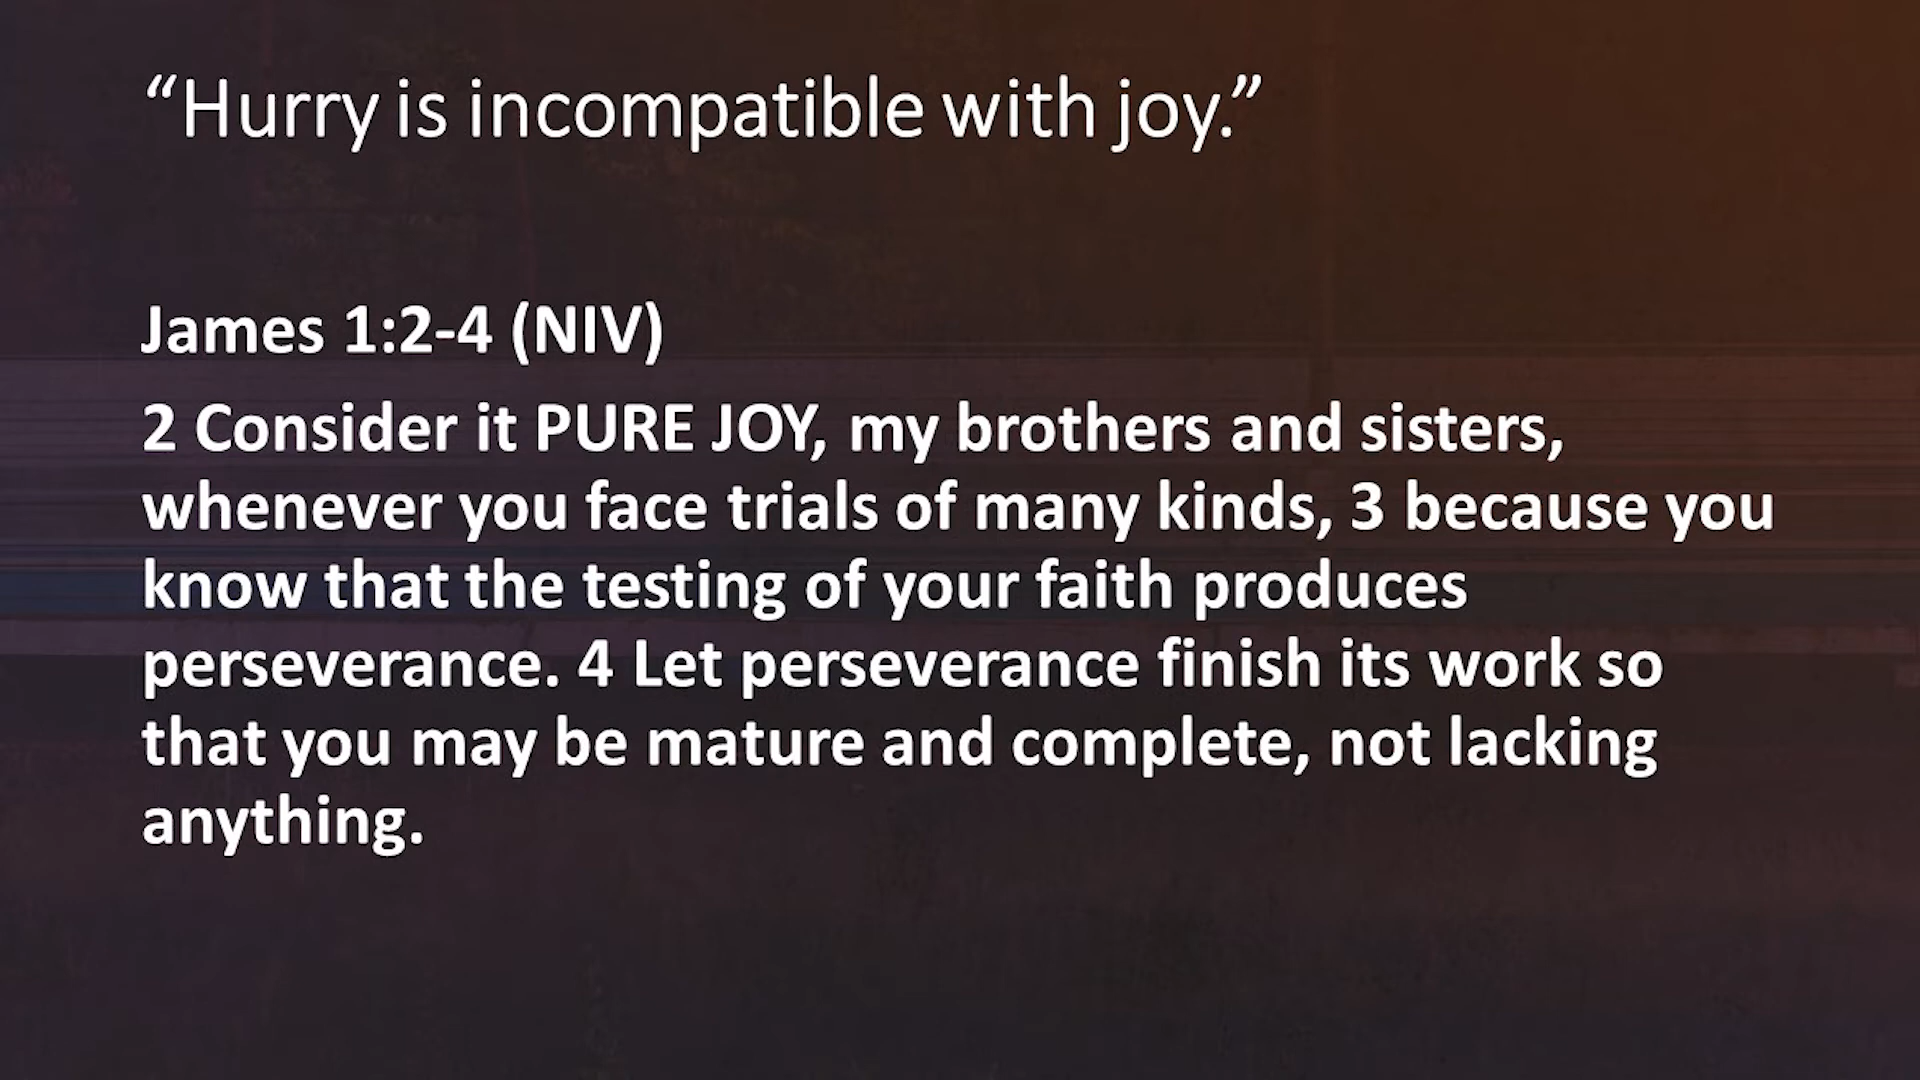 “Hurry is incompatible with joy.”
James 1:2-4 (NIV)
2 Consider it PURE JOY, my brothers and sisters,
whenever you face trials of many kinds, 3 because you
know that the testing of your faith produces
perseverance. 4 Let perseverance finish its work so
that you may be mature and complete, not lacking
anything.